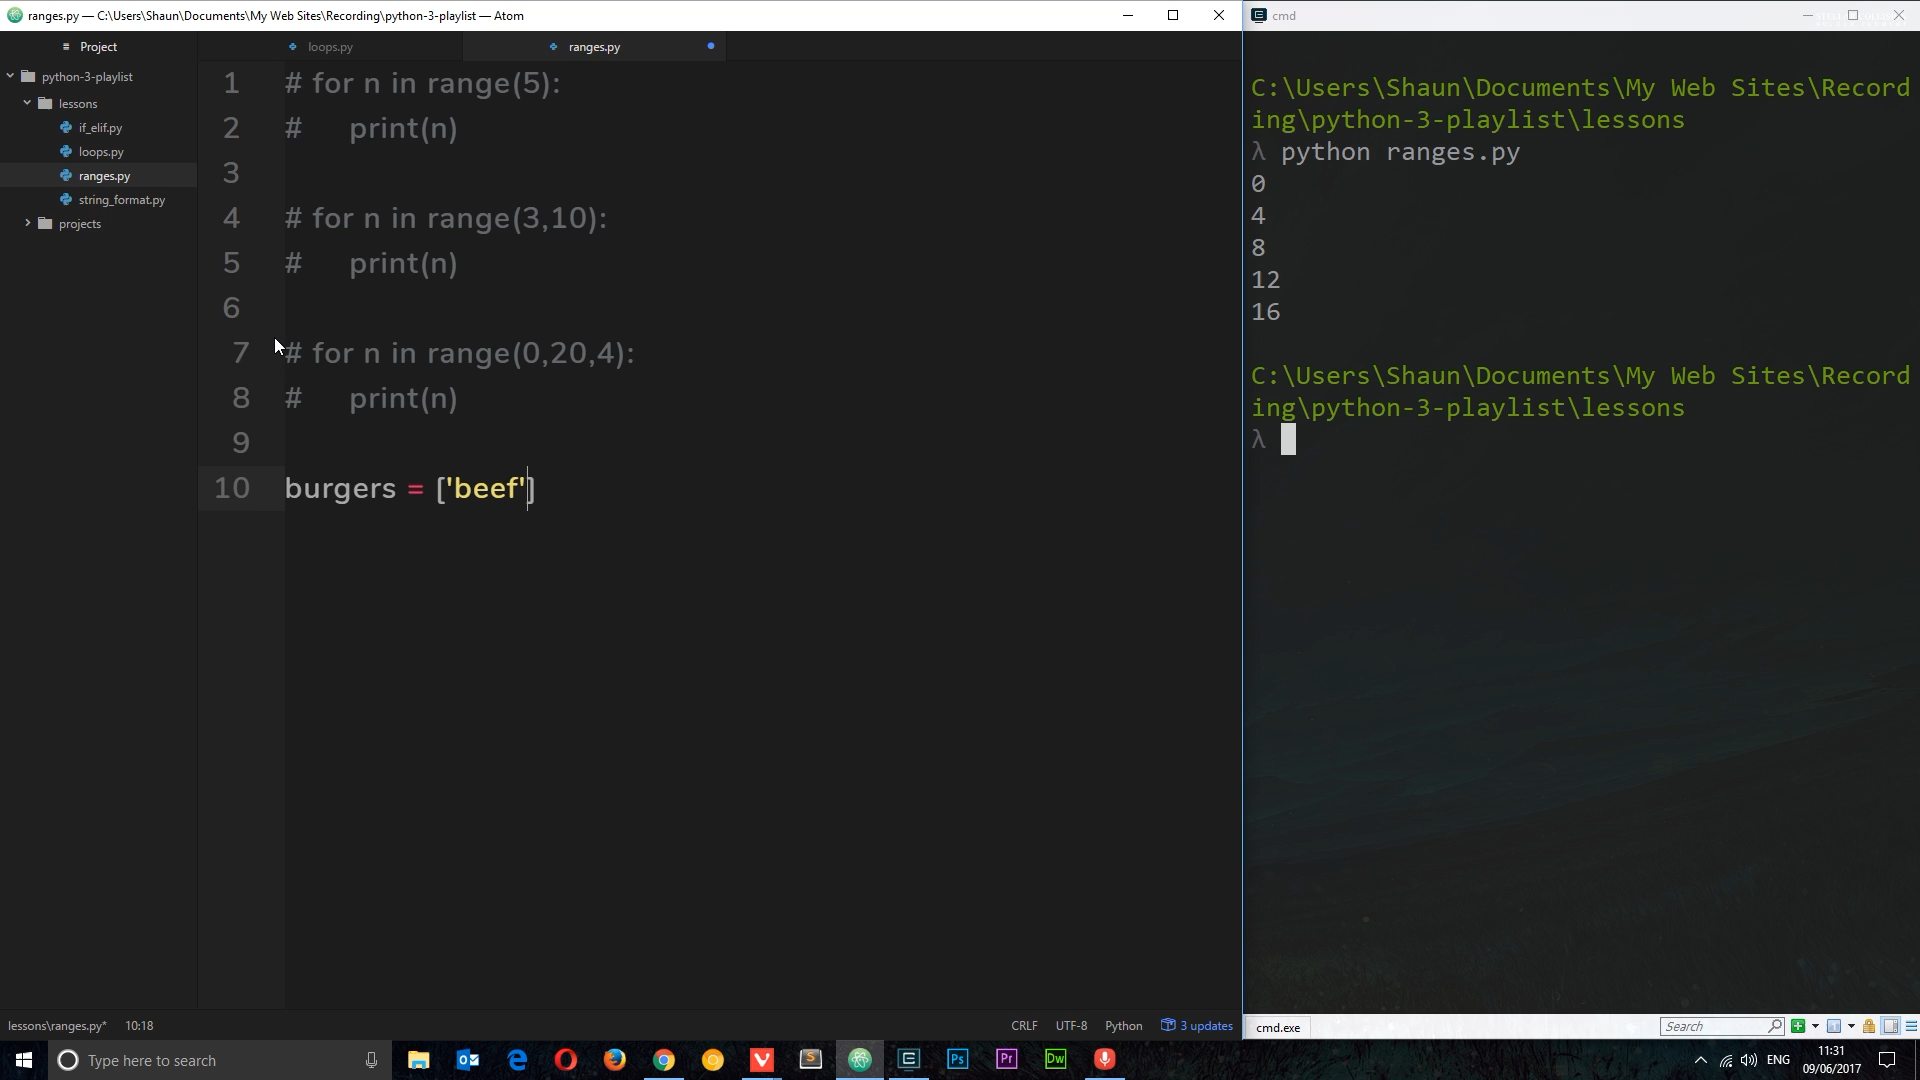 ranges.py — C:\Users\Shaun\Documents\My Web Sites\Recording\python-3-playlist — Atom
Project
python-3-playlist
lessons
if_elif.py
loops.py
ranges.py
string_format.py
projects
loops.py
ranges.py
1 # for n in range(5):
2 # print(n)
3
4 # for n in range(3,10):
5 # print(n)
6
7 # for n in range(0,20,4):
8 # print(n)
9
10 burgers = ['beef']
lessons\ranges.py* 10:18
CRLF UTF-8 Python 3 updates
cmd
C:\Users\Shaun\Documents\My Web Sites\Record
ing\python-3-playlist\lessons
λ python ranges.py
0
4
8
12
16
C:\Users\Shaun\Documents\My Web Sites\Record
ing\python-3-playlist\lessons
λ
cmd.exe
Search
Type here to search
Ps
Pr
Dw
ENG
11:31
09/06/2017